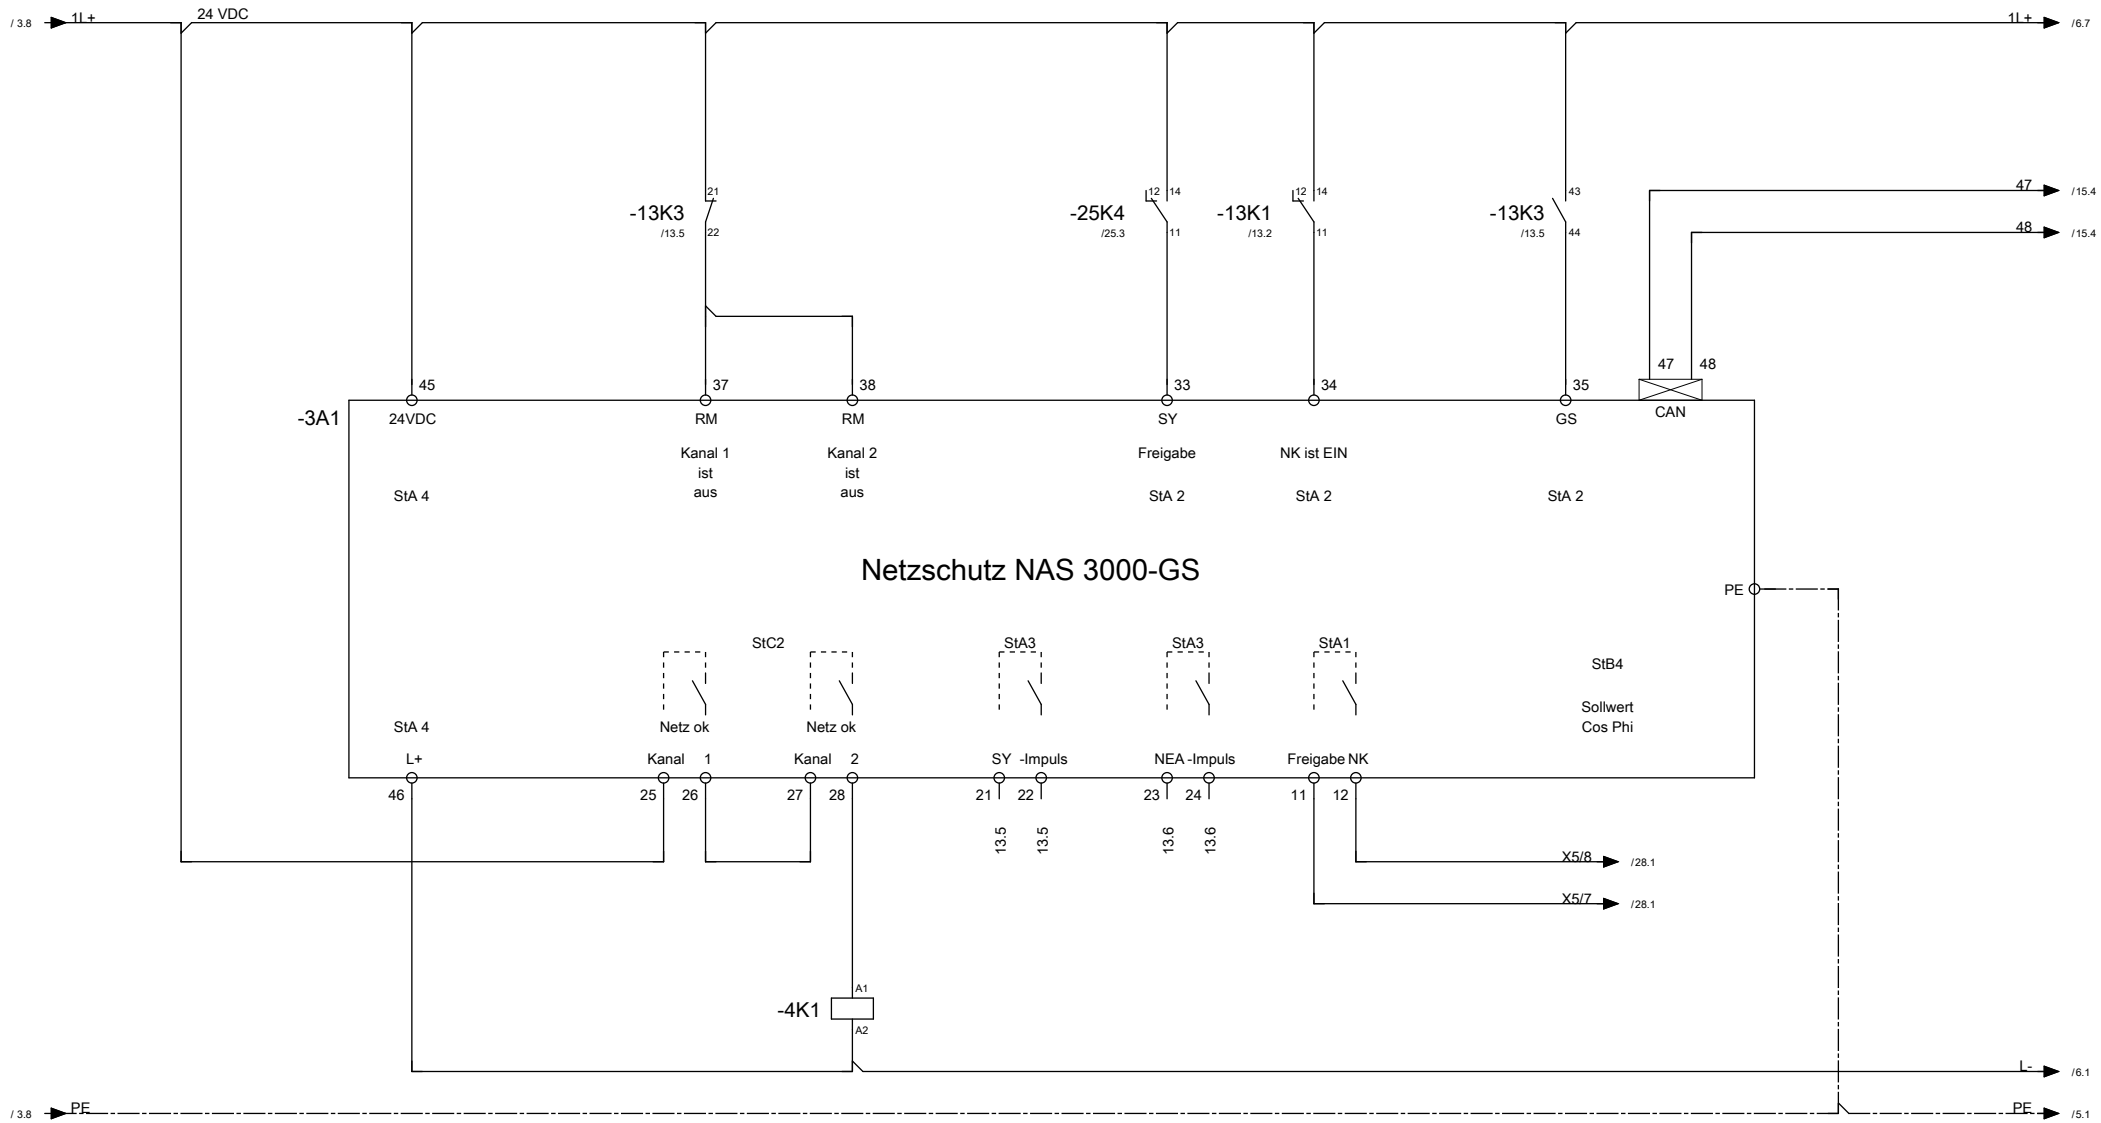 24 VDC
/ 3.8 1L+ 1L+ /6.7
47 /15.4
21 12 14 12 14 43
-13K3 -25K4 -13K1 -13K3
/13.5 22 /25.3 11 /13.2 11 /13.5 44
48 /15.4
47 48
45 37 38 33 34 35
-3A1 24VDC RM RM SY GS CAN
Kanal 1 Kanal 2 Freigabe NK ist EIN
ist ist
aus aus
StA 4 StA 2 StA 2 StA 2
Netzschutz NAS 3000-GS
PE
StC2 StA3 StA3 StA1
StB4
Sollwert
StA 4 Netz ok Netz ok Cos Phi
L+ Kanal 1 Kanal 2 SY -Impuls NEA -Impuls Freigabe NK
46 25 26 27 28 21 22 23 24 11 12
13.5 13.5 13.6 13.6
X5/8 /28.1
X5/7 /28.1
A1
-4K1
A2
L- /6.1
/ 3.8 PE PE /5.1